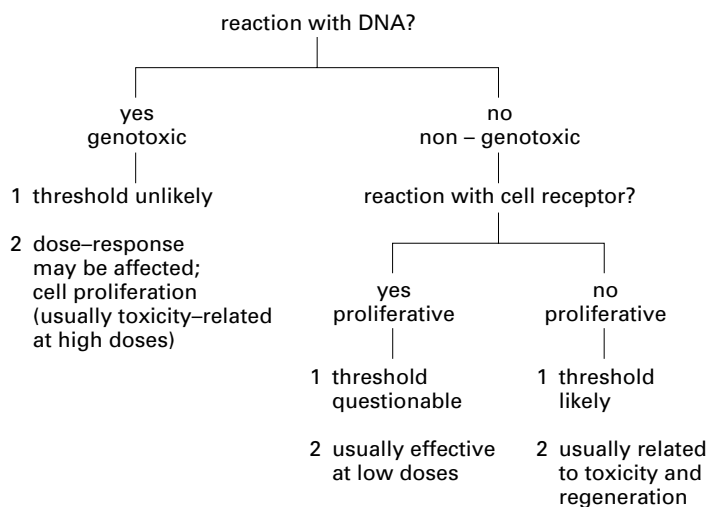 reaction with DNA?
yes
genotoxic
1 threshold unlikely
2 dose–response
may be affected;
cell proliferation
(usually toxicity–related
at high doses)
no
non – genotoxic
reaction with cell receptor?
yes
proliferative
1 threshold
questionable
2 usually effective
at low doses
no
proliferative
1 threshold
likely
2 usually related
to toxicity and
regeneration